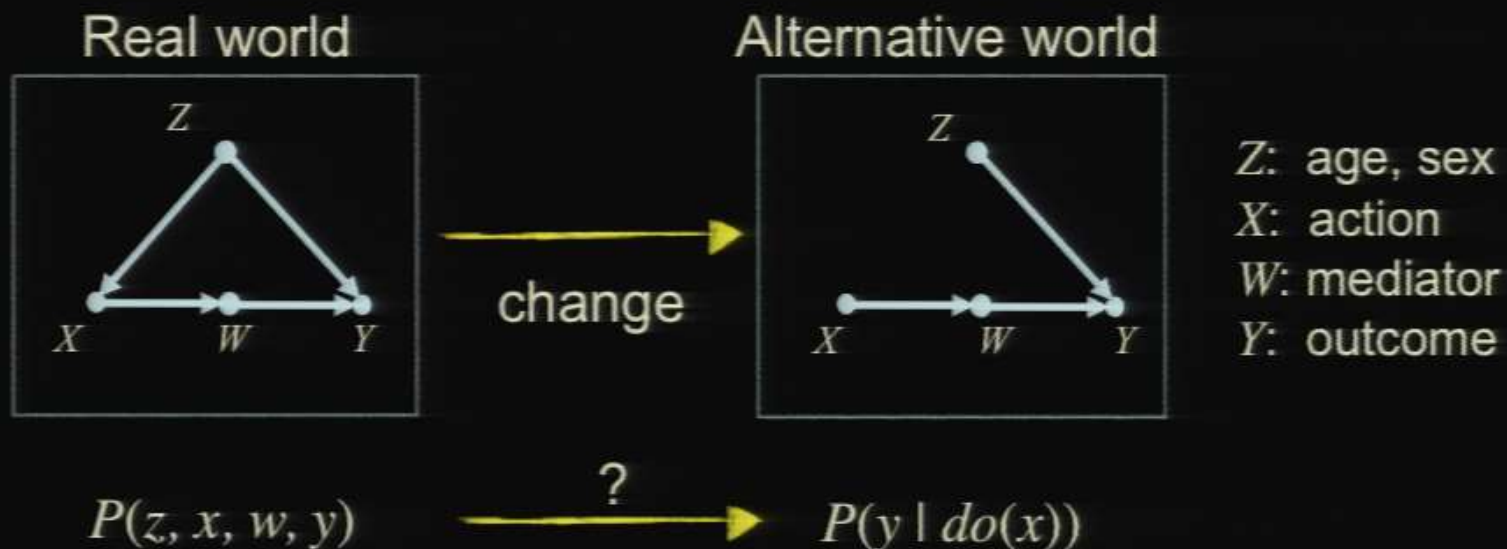 Real world
Alternative world
Z
X
W
Y
change
Z
X
W
Y
Z: age, sex
X: action
W: mediator
Y: outcome
P(z, x, w, y)
?
P(y | do(x))